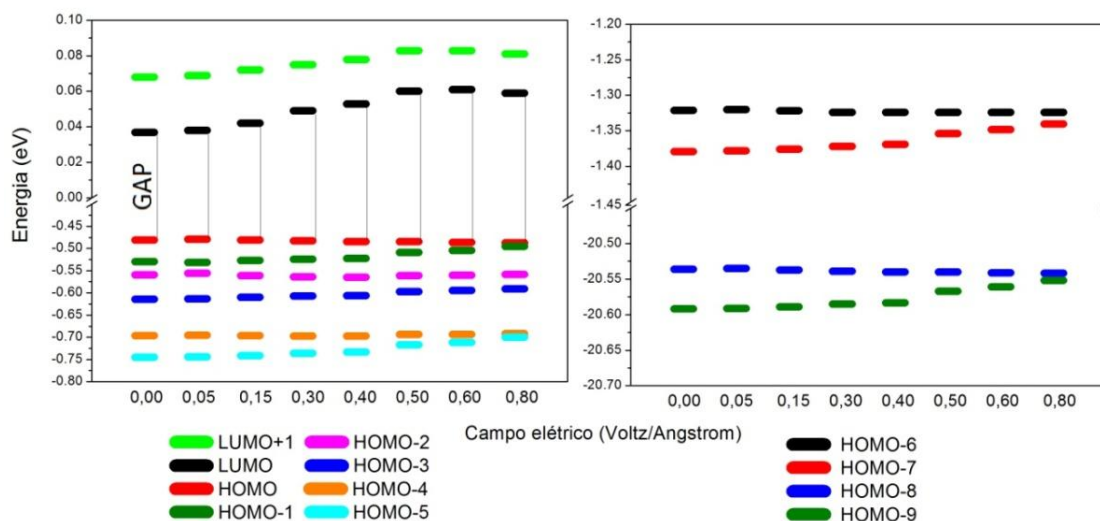 0.10
0.08
0.06
0.04
0.02
0.00
-0.45
-0.50
-0.55
-0.60
-0.65
-0.70
-0.75
-0.80
Energia (eV)
GAP
0,00 0,05 0,15 0,30 0,40 0,50 0,60 0,80
-1.20
-1.25
-1.30
-1.35
-1.40
-1.45
-20.50
-20.55
-20.60
-20.65
-20.70
0,00 0,05 0,15 0,30 0,40 0,50 0,60 0,80
Campo elétrico (Voltz/Angstrom)
LUMO+1
LUMO
HOMO
HOMO-1
HOMO-2
HOMO-3
HOMO-4
HOMO-5
HOMO-6
HOMO-7
HOMO-8
HOMO-9